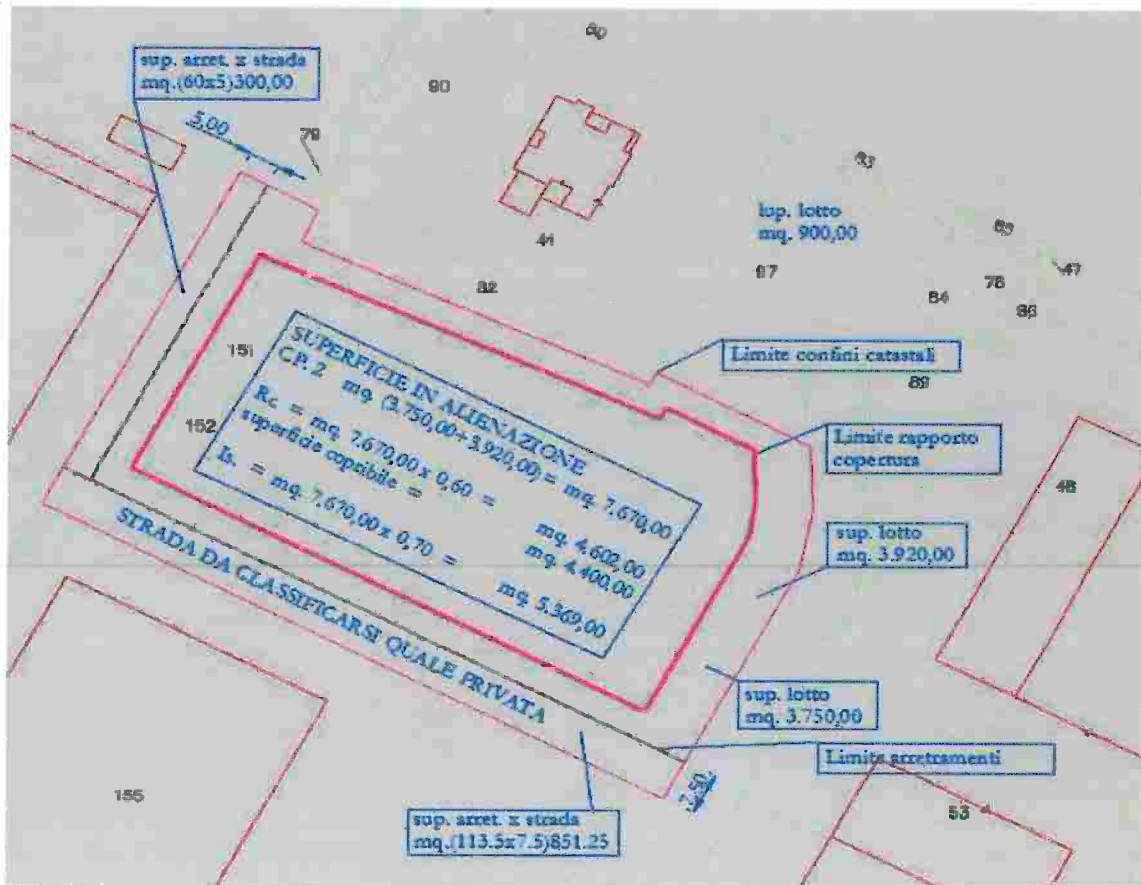 sup. arret. x strada
mq.(60x5)300,00
5,00
79
90
41
82
lup. lotto
mq. 900,00
87
84
78
47
86
Limite confini catastali
89
151
152
SUPERFICIE IN ALIENAZIONE
CP. 2 mq. (3.750,00+3.920,00)= mq. 7.670,00
Rc. = mq. 7.670,00 x 0,60 = mq. 4.602,00
superficie copribile = mq. 4.400,00
Is. = mq. 7.670,00 x 0,70 = mq. 5.369,00
Limite rapporto
copertura
48
sup. lotto
mq. 3.920,00
STRADA DA CLASSIFICARSI QUALE PRIVATA
sup. lotto
mq. 3.750,00
Limite arretramenti
7,50
155
53
sup. arret. x strada
mq.(113.5x7.5)851.25